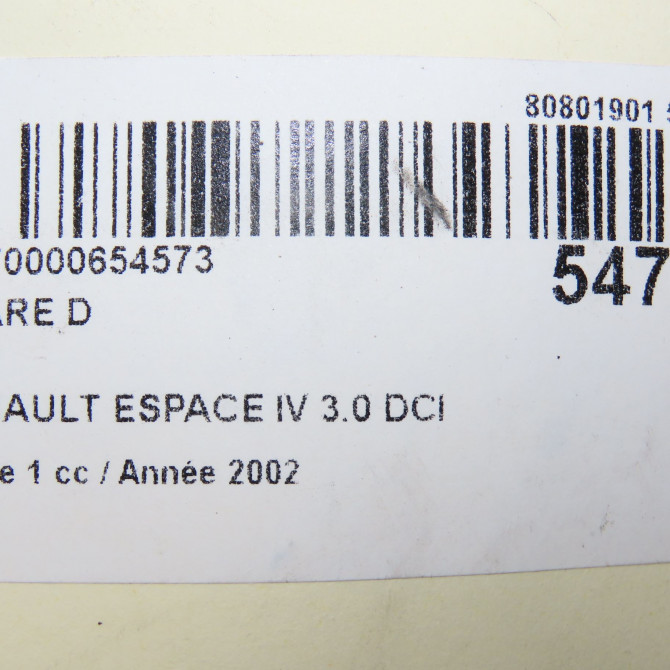 80801901
70000654573
547
ARE D
AULT ESPACE IV 3.0 DCI
e 1 cc / Année 2002